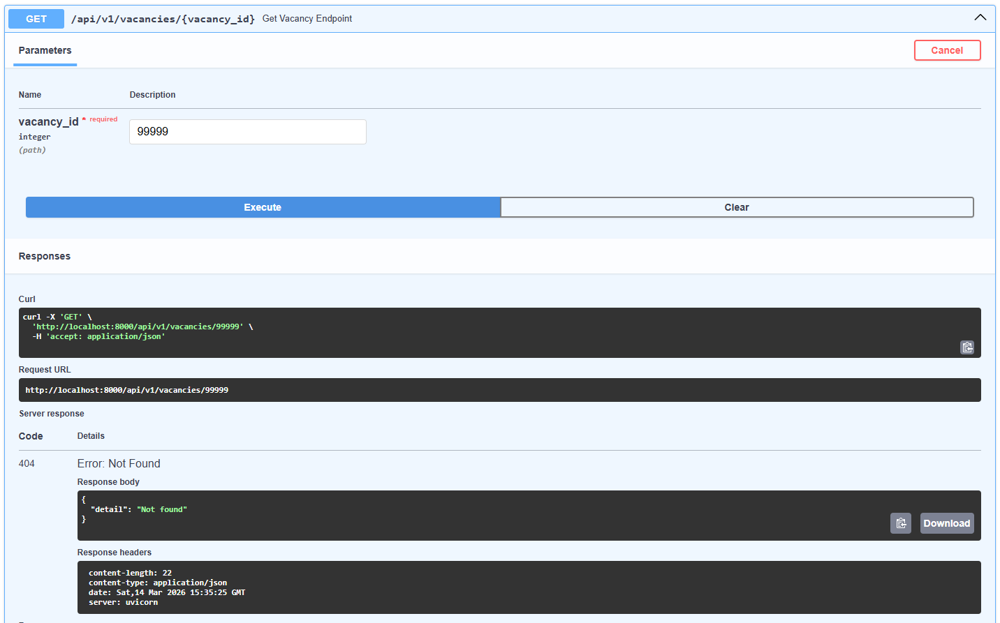 GET /api/v1/vacancies/{vacancy_id} Get Vacancy Endpoint
Parameters
Cancel
Name Description
vacancy_id * required
integer
(path)
99999
Execute Clear
Responses
Curl
curl -X 'GET' \
'http://localhost:8000/api/v1/vacancies/99999' \
-H 'accept: application/json'
Request URL
http://localhost:8000/api/v1/vacancies/99999
Server response
Code Details
404 Error: Not Found
Response body
{
"detail": "Not found"
}
Download
Response headers
content-length: 22
content-type: application/json
date: Sat,14 Mar 2026 15:35:25 GMT
server: uvicorn